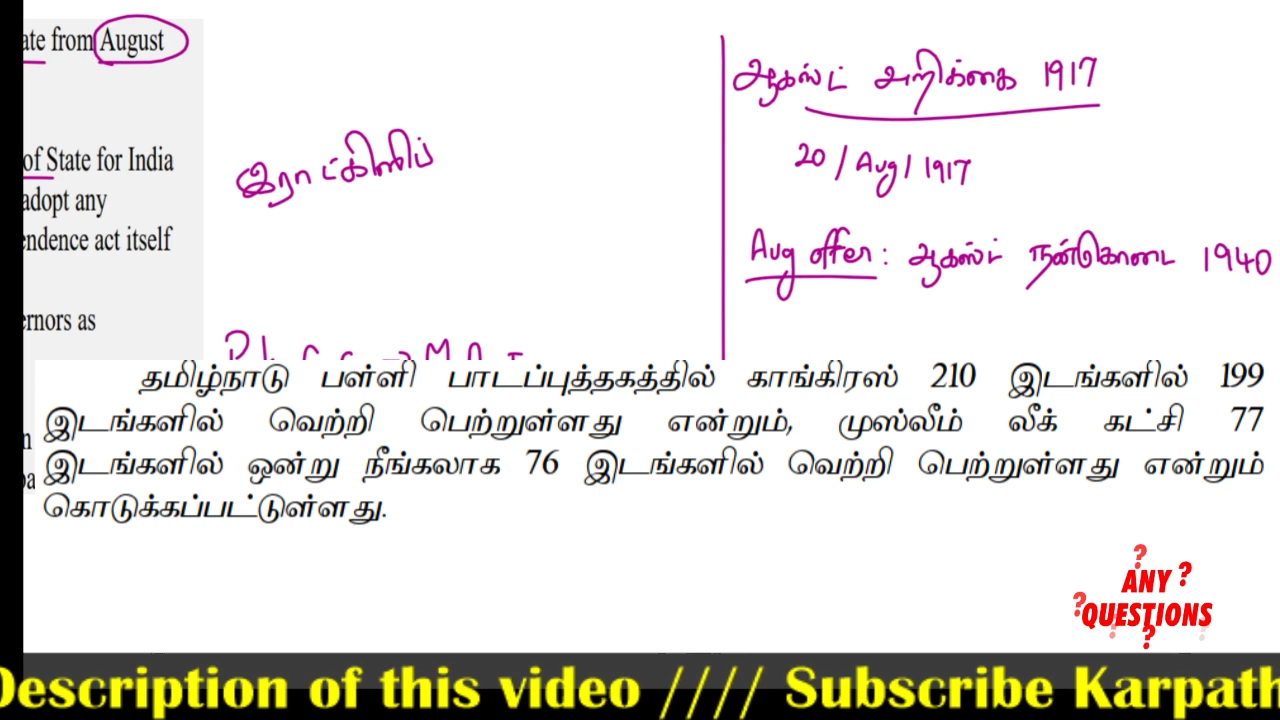 ate from August
of State for India
adopt any
endence act itself
ernors as
இராட்கிளிப்
ஆகஸ்ட் அறிக்கை 1917
20 / Aug / 1917
Aug offer : ஆகஸ்ட் நன்கொடை 1940
தமிழ்நாடு பள்ளி பாடப்புத்தகத்தில் காங்கிரஸ் 210 இடங்களில் 199
இடங்களில் வெற்றி பெற்றுள்ளது என்றும், முஸ்லீம் லீக் கட்சி 77
இடங்களில் ஒன்று நீங்கலாக 76 இடங்களில் வெற்றி பெற்றுள்ளது என்றும்
கொடுக்கப்பட்டுள்ளது.
ANY
QUESTIONS
Description of this video //// Subscribe Karpath